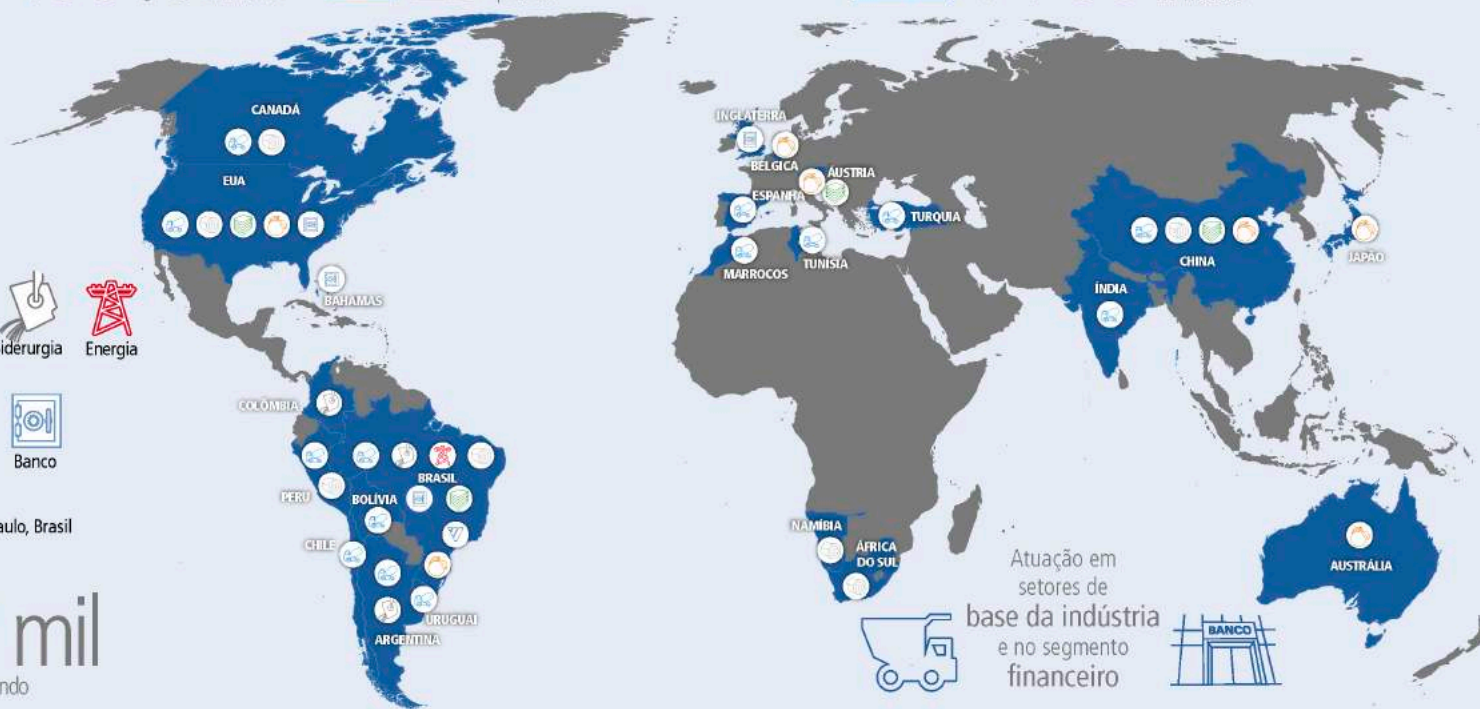 CANADÁ
EUA
BAHAMAS
INGLATERRA
BÉLGICA
ÁUSTRIA
ESPANHA
TURQUIA
MARROCOS
TUNÍSIA
CHINA
JAPÃO
ÍNDIA
Siderurgia
Energia
Banco
COLÔMBIA
BRASIL
PERU
BOLÍVIA
CHILE
URUGUAI
ARGENTINA
NAMÍBIA
ÁFRICA
DO SUL
AUSTRÁLIA
aulo, Brasil
mil
ndo
Atuação em
setores de
base da indústria
e no segmento
financeiro
BANCO